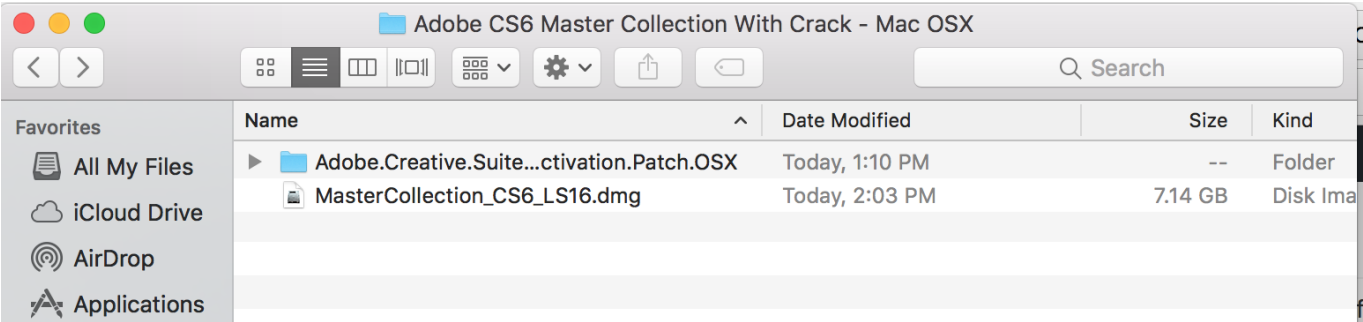 Adobe CS6 Master Collection With Crack - Mac OSX
Search
Favorites
All My Files
iCloud Drive
AirDrop
Applications
Name Date Modified Size Kind
Adobe.Creative.Suite...ctivation.Patch.OSX Today, 1:10 PM -- Folder
MasterCollection_CS6_LS16.dmg Today, 2:03 PM 7.14 GB Disk Ima